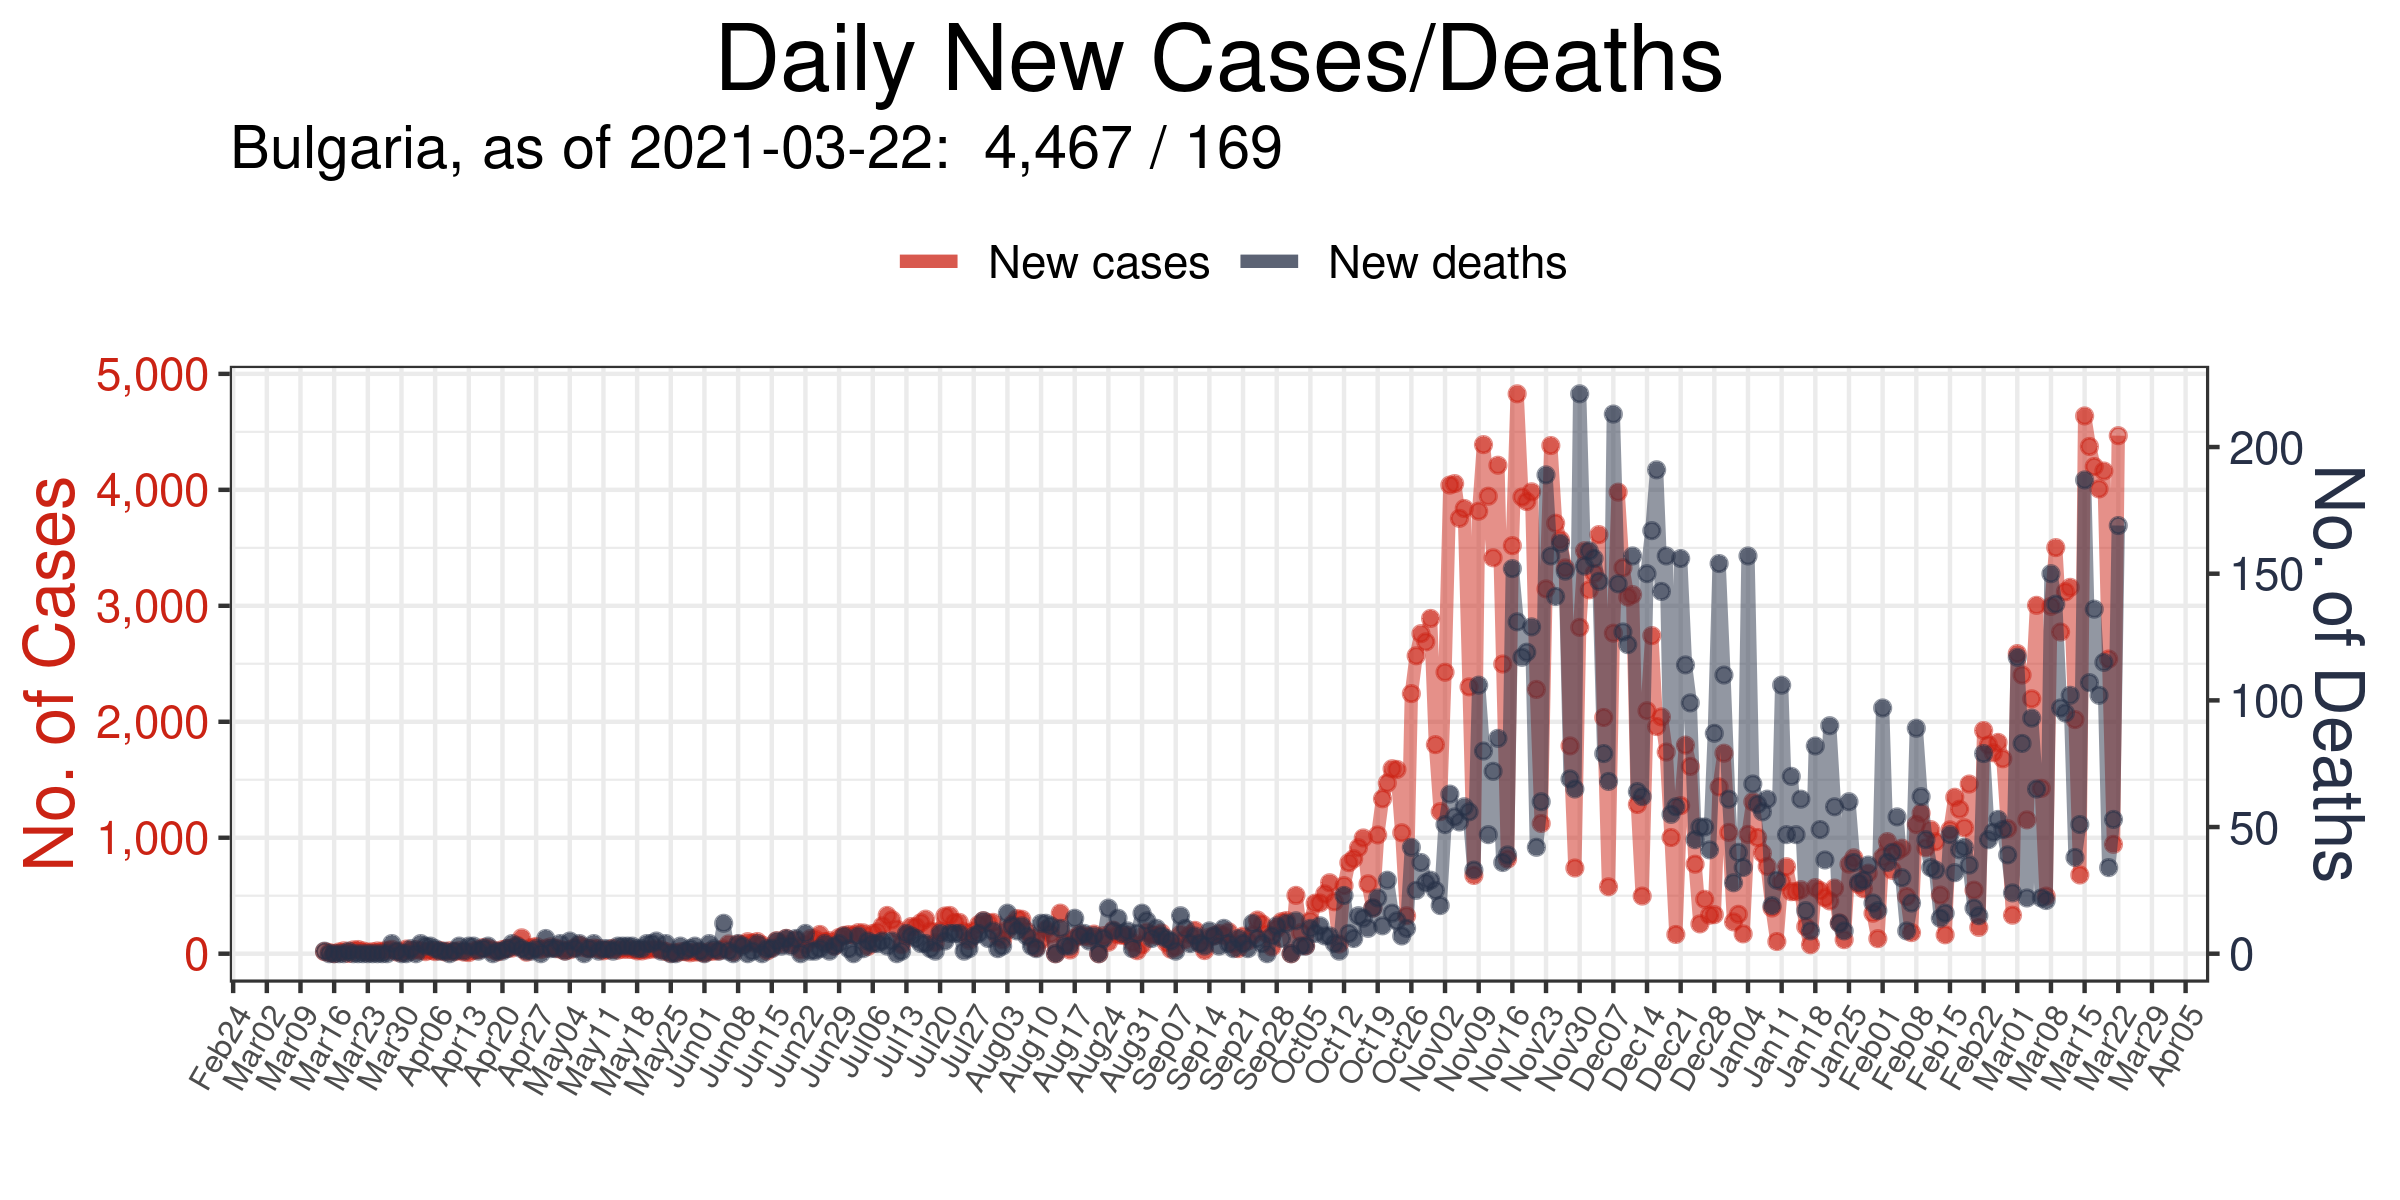 Daily New Cases/Deaths
Bulgaria, as of 2021-03-22:  4,467 / 169
New cases
New deaths
No. of Cases
5,000
4,000
3,000
2,000
1,000
0
200
150
100
50
0
No. of Deaths
Feb24
Mar02
Mar09
Mar16
Mar23
Mar30
Apr06
Apr13
Apr20
Apr27
May04
May11
May18
May25
Jun01
Jun08
Jun15
Jun22
Jun29
Jul06
Jul13
Jul20
Jul27
Aug03
Aug10
Aug17
Aug24
Aug31
Sep07
Sep14
Sep21
Sep28
Oct05
Oct12
Oct19
Oct26
Nov02
Nov09
Nov16
Nov23
Nov30
Dec07
Dec14
Dec21
Dec28
Jan04
Jan11
Jan18
Jan25
Feb01
Feb08
Feb15
Feb22
Mar01
Mar08
Mar15
Mar22
Mar29
Apr05